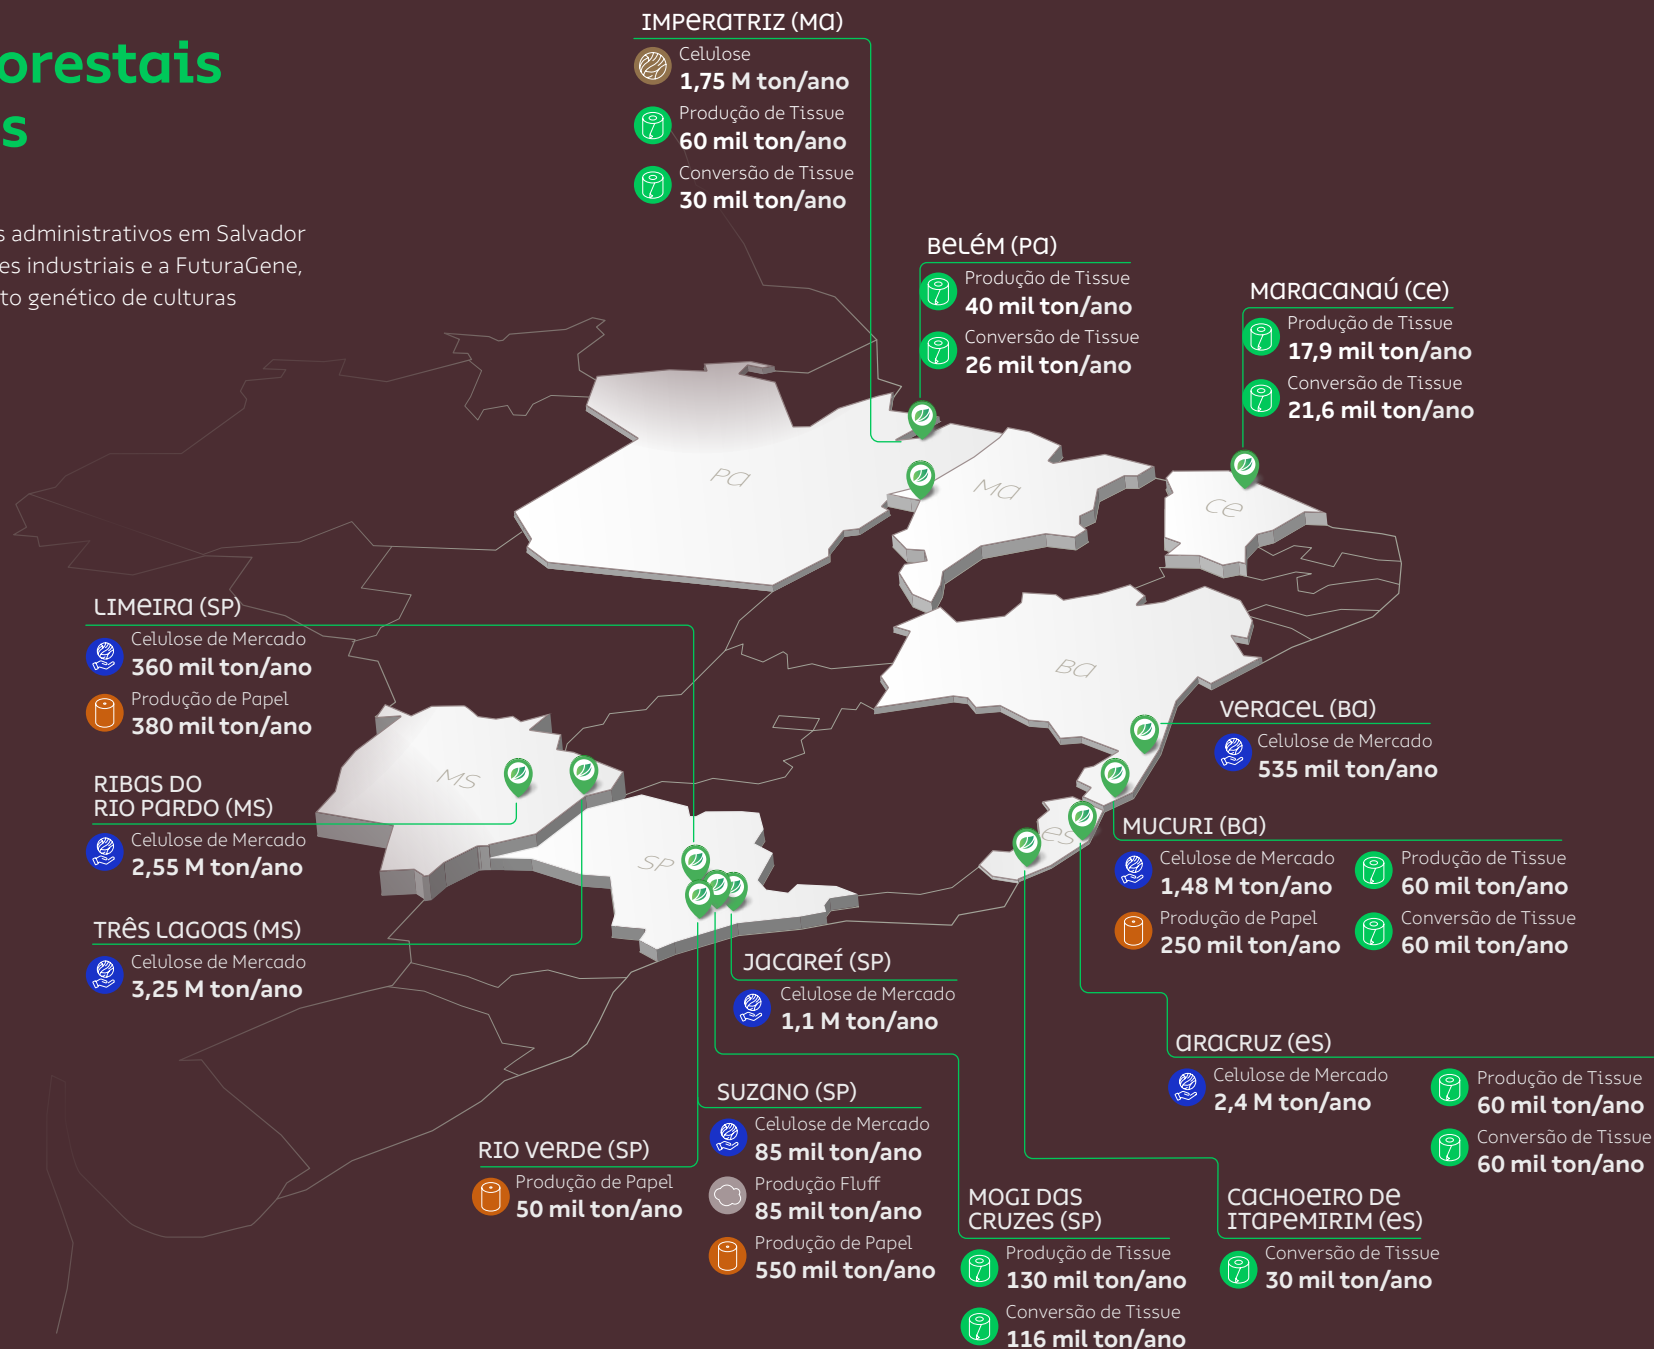 orestais
s
s administrativos em Salvador
es industriais e a FuturaGene,
to genético de culturas
IMPERATRIZ (MA)
Celulose
1,75 M ton/ano
Produção de Tissue
60 mil ton/ano
Conversão de Tissue
30 mil ton/ano
BELÉM (PA)
Produção de Tissue
40 mil ton/ano
Conversão de Tissue
26 mil ton/ano
MARACANAÚ (CE)
Produção de Tissue
17,9 mil ton/ano
Conversão de Tissue
21,6 mil ton/ano
PA
MA
CE
BA
MS
SP
ES
LIMEIRA (SP)
Celulose de Mercado
360 mil ton/ano
Produção de Papel
380 mil ton/ano
RIBAS DO
RIO PARDO (MS)
Celulose de Mercado
2,55 M ton/ano
TRÊS LAGOAS (MS)
Celulose de Mercado
3,25 M ton/ano
VERACEL (BA)
Celulose de Mercado
535 mil ton/ano
MUCURI (BA)
Celulose de Mercado
1,48 M ton/ano
Produção de Papel
250 mil ton/ano
Produção de Tissue
60 mil ton/ano
Conversão de Tissue
60 mil ton/ano
JACAREÍ (SP)
Celulose de Mercado
1,1 M ton/ano
ARACRUZ (ES)
Celulose de Mercado
2,4 M ton/ano
Produção de Tissue
60 mil ton/ano
Conversão de Tissue
60 mil ton/ano
SUZANO (SP)
Celulose de Mercado
85 mil ton/ano
Produção Fluff
85 mil ton/ano
Produção de Papel
550 mil ton/ano
RIO VERDE (SP)
Produção de Papel
50 mil ton/ano
MOGI DAS
CRUZES (SP)
Produção de Tissue
130 mil ton/ano
Conversão de Tissue
116 mil ton/ano
CACHOEIRO DE
ITAPEMIRIM (ES)
Conversão de Tissue
30 mil ton/ano